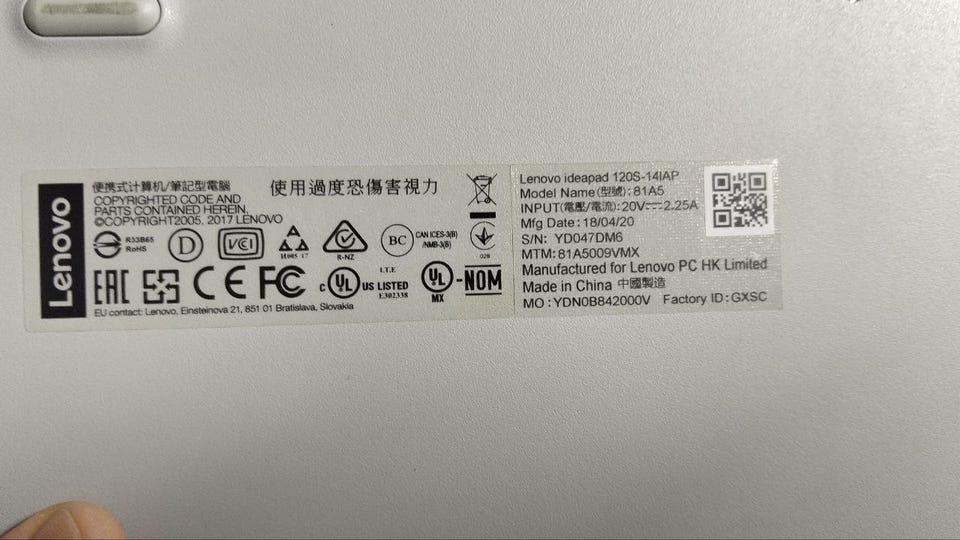 Lenovo
便携式计算机/筆記型電腦
使用過度恐傷害視力
COPYRIGHTED CODE AND
PARTS CONTAINED HEREIN.
©COPYRIGHT2005, 2017 LENOVO
R33B65
RoHS
D
VCI
H005 17
R-NZ
BC
CAN ICES-3(B)
/NMB-3(B)
EAC
CE
FC
I.T.E
c UL US LISTED
E302338
UL
MX
-NOM
EU contact: Lenovo, Einsteinova 21, 851 01 Bratislava, Slovakia
Lenovo ideapad 120S-14IAP
Model Name(型號): 81A5
INPUT(電壓/電流): 20V⎓2.25A
Mfg Date: 18/04/20
S/N: YD047DM6
MTM: 81A5009VMX
Manufactured for Lenovo PC HK Limited
Made in China 中國製造
MO: YDN0B842000V Factory ID: GXSC